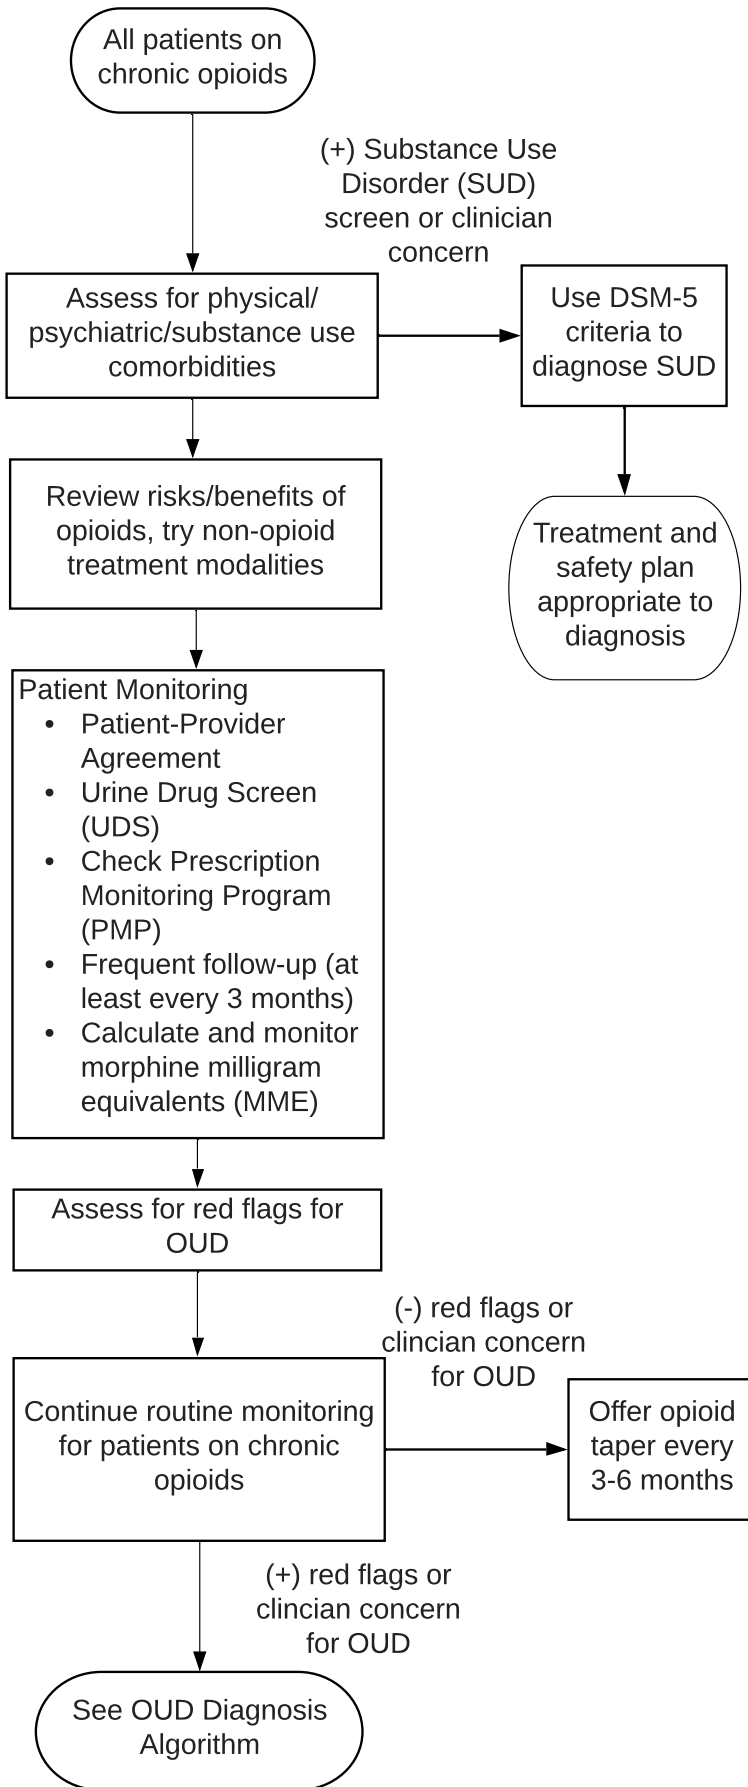 All patients on
chronic opioids
(+) Substance Use
Disorder (SUD)
screen or clinician
concern
Assess for physical/
psychiatric/substance use
comorbidities
Use DSM-5
criteria to
diagnose SUD
Review risks/benefits of
opioids, try non-opioid
treatment modalities
Treatment and
safety plan
appropriate to
diagnosis
Patient Monitoring
• Patient-Provider
Agreement
• Urine Drug Screen
(UDS)
• Check Prescription
Monitoring Program
(PMP)
• Frequent follow-up (at
least every 3 months)
• Calculate and monitor
morphine milligram
equivalents (MME)
Assess for red flags for
OUD
(-) red flags or
clincian concern
for OUD
Continue routine monitoring
for patients on chronic
opioids
Offer opioid
taper every
3-6 months
(+) red flags or
clincian concern
for OUD
See OUD Diagnosis
Algorithm